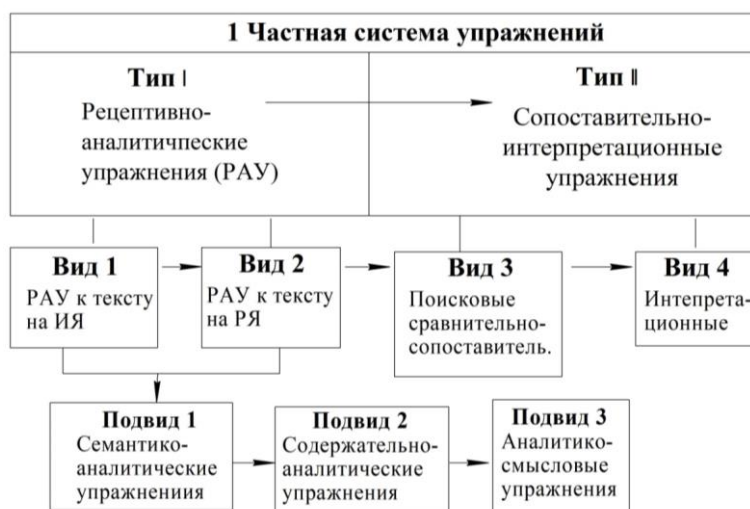 1 Частная система упражнений
Тип I
Рецептивно-
аналитичпеские
упражнения (РАУ)
Тип II
Сопоставительно-
интерпретационные
упражнения
Вид 1
РАУ к тексту
на ИЯ
Вид 2
РАУ к тексту
на РЯ
Вид 3
Поисковые
сравнительно-
сопоставитель.
Вид 4
Интепрета-
ционные
Подвид 1
Семантико-
аналитические
упражнениия
Подвид 2
Содержательно-
аналитические
упражнения
Подвид 3
Аналитико-
смысловые
упражнения